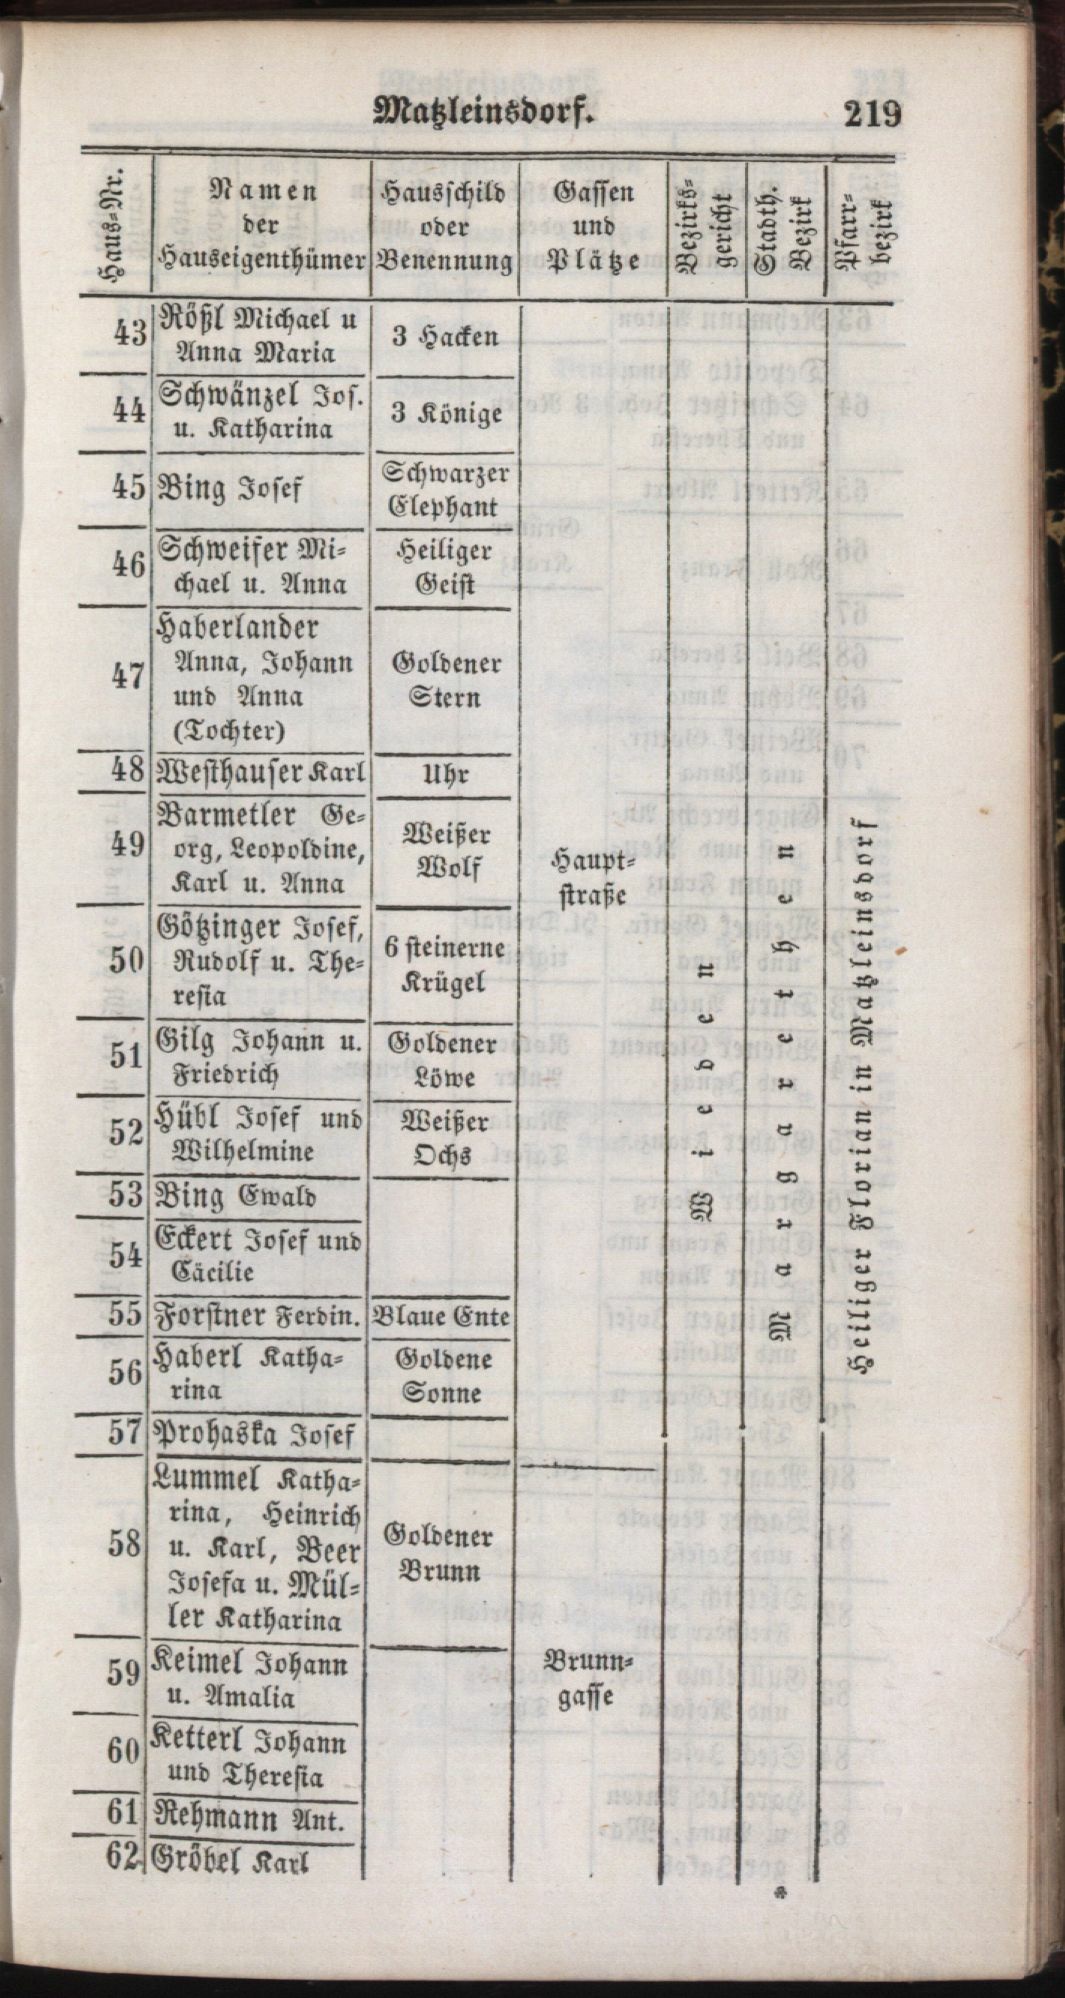 Matzleinsdorf.
219
Haus-Nr.
Namen
der
Hauseigenthümer
Hausschild
oder
Benennung
Gassen
und
Plätze
Bezirks-
gericht
Stadth.
Bezirk
Pfarr-
bezirk
43
Rößl Michael u
Anna Maria
3 Hacken
44
Schwänzel Jos.
u. Katharina
3 Könige
45
Bing Josef
Schwarzer
Elephant
46
Schweifer Mi-
chael u. Anna
Heiliger
Geist
47
Haberlander
Anna, Johann
und Anna
(Tochter)
Goldener
Stern
48
Westhauser Karl
Uhr
49
Barmetler Ge-
org, Leopoldine,
Karl u. Anna
Weißer
Wolf
50
Götzinger Josef,
Rudolf u. The-
resia
6 steinerne
Krügel
51
Gilg Johann u.
Friedrich
Goldener
Löwe
52
Hübl Josef und
Wilhelmine
Weißer
Ochs
53
Bing Ewald
54
Eckert Josef und
Cäcilie
55
Forstner Ferdin.
Blaue Ente
56
Haberl Katha-
rina
Goldene
Sonne
57
Prohaska Josef
Haupt-
straße
58
Lummel Katha-
rina, Heinrich
u. Karl, Beer
Josefa u. Mül-
ler Katharina
Goldener
Brunn
59
Keimel Johann
u. Amalia
60
Ketterl Johann
und Theresia
61
Rehmann Ant.
62
Gröbel Karl
Brunn-
gasse
Wieden
Margarethen
Heiliger Florian in Matzleinsdorf
*